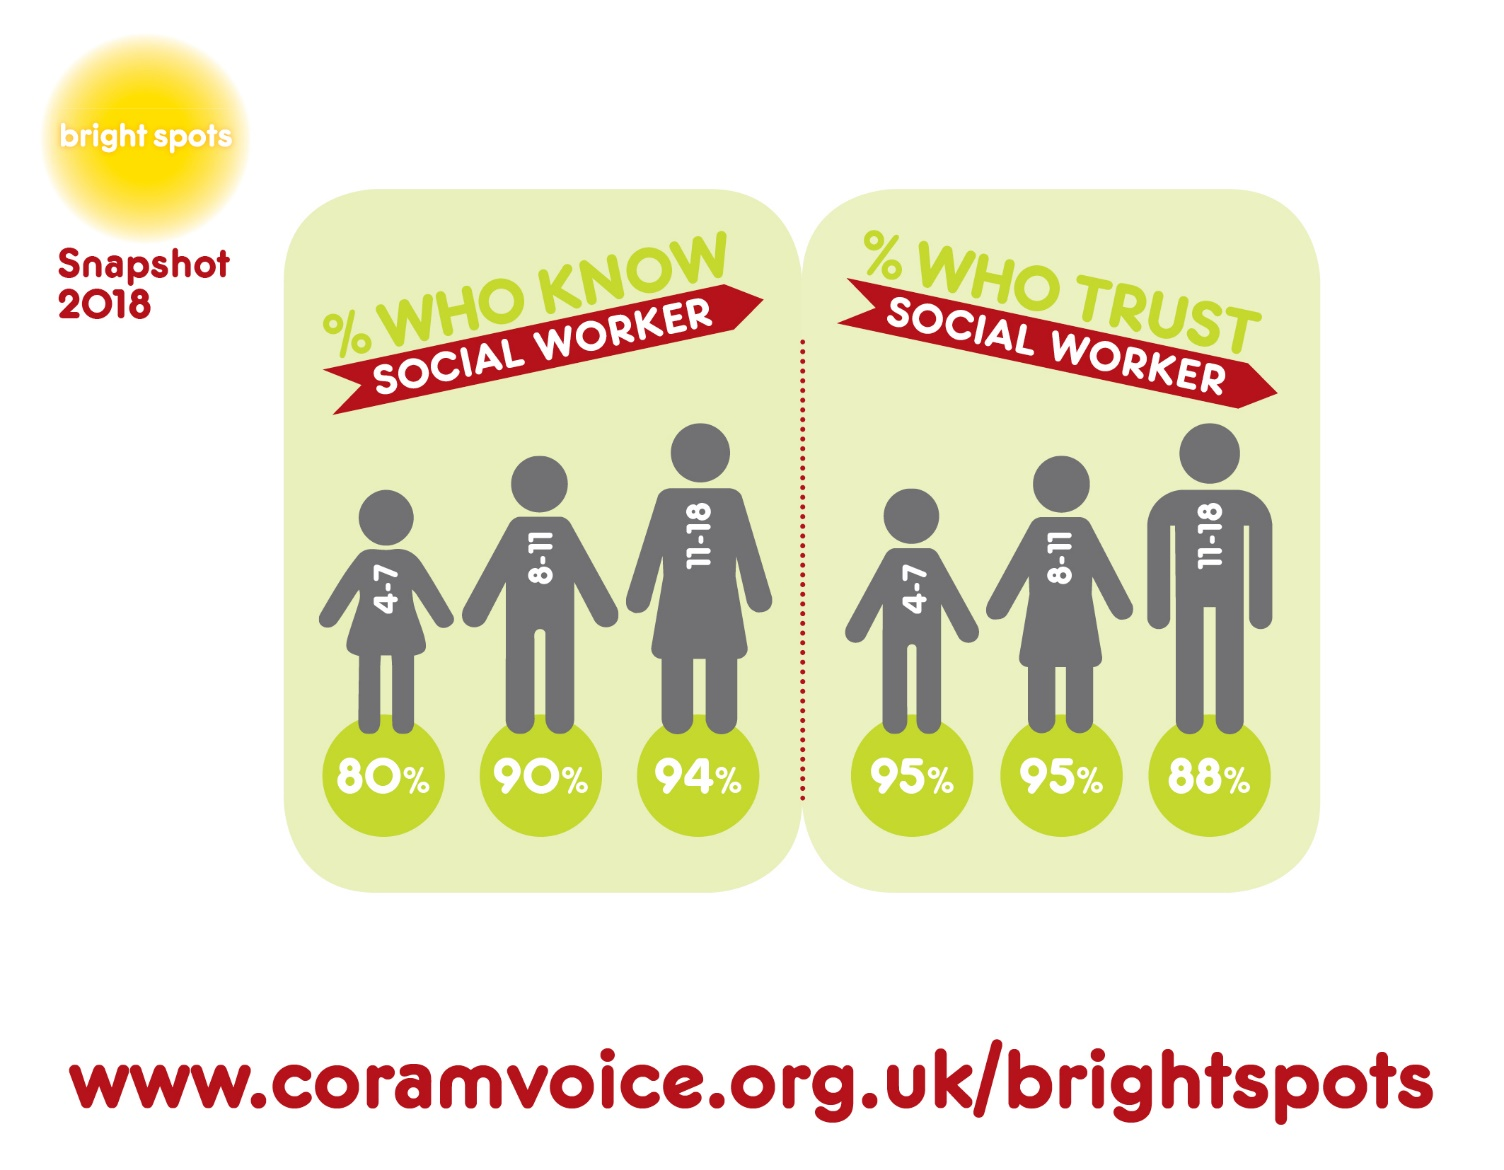 bright spots
Snapshot
2018
% WHO KNOW
SOCIAL WORKER
4-7
8-11
11-18
80%
90%
94%
% WHO TRUST
SOCIAL WORKER
4-7
8-11
11-18
95%
95%
88%
www.coramvoice.org.uk/brightspots